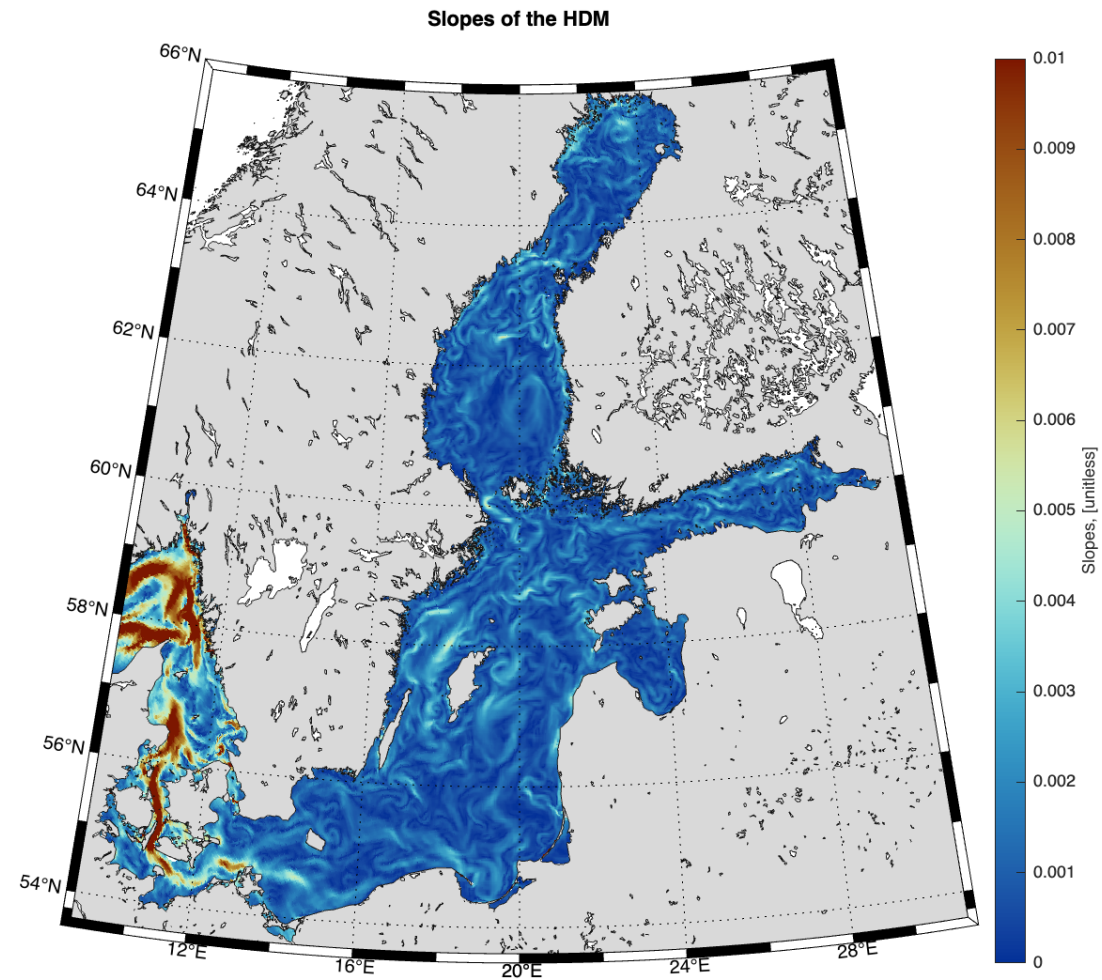 Slopes of the HDM
66°N
64°N
62°N
60°N
58°N
56°N
54°N
12°E
16°E
20°E
24°E
28°E
0.01
0.009
0.008
0.007
0.006
0.005
0.004
0.003
0.002
0.001
0
Slopes, [unitless]